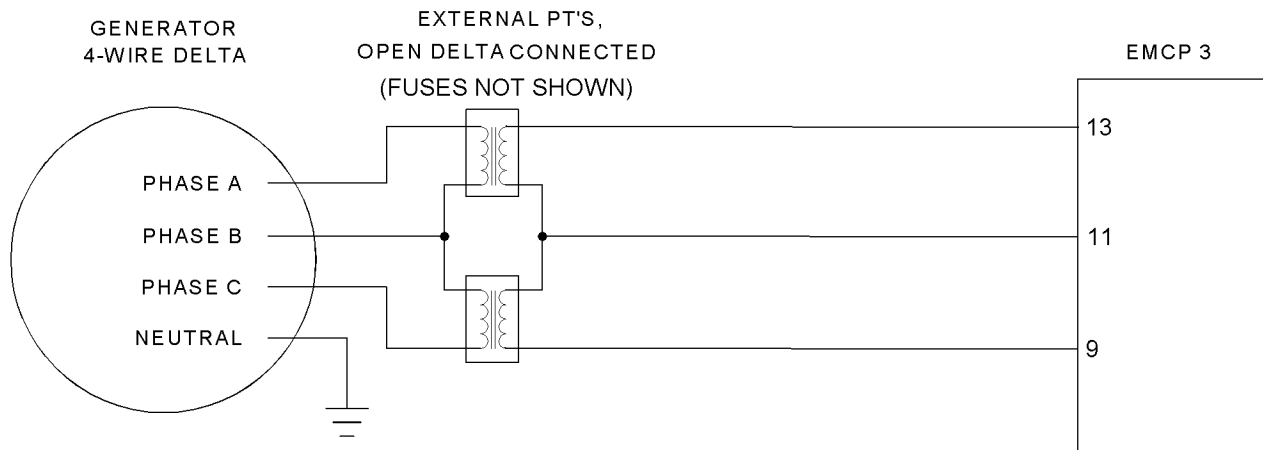 GENERATOR
4-WIRE DELTA
EXTERNAL PT'S,
OPEN DELTA CONNECTED
(FUSES NOT SHOWN)
EMCP 3
PHASE A
PHASE B
PHASE C
NEUTRAL
13
11
9